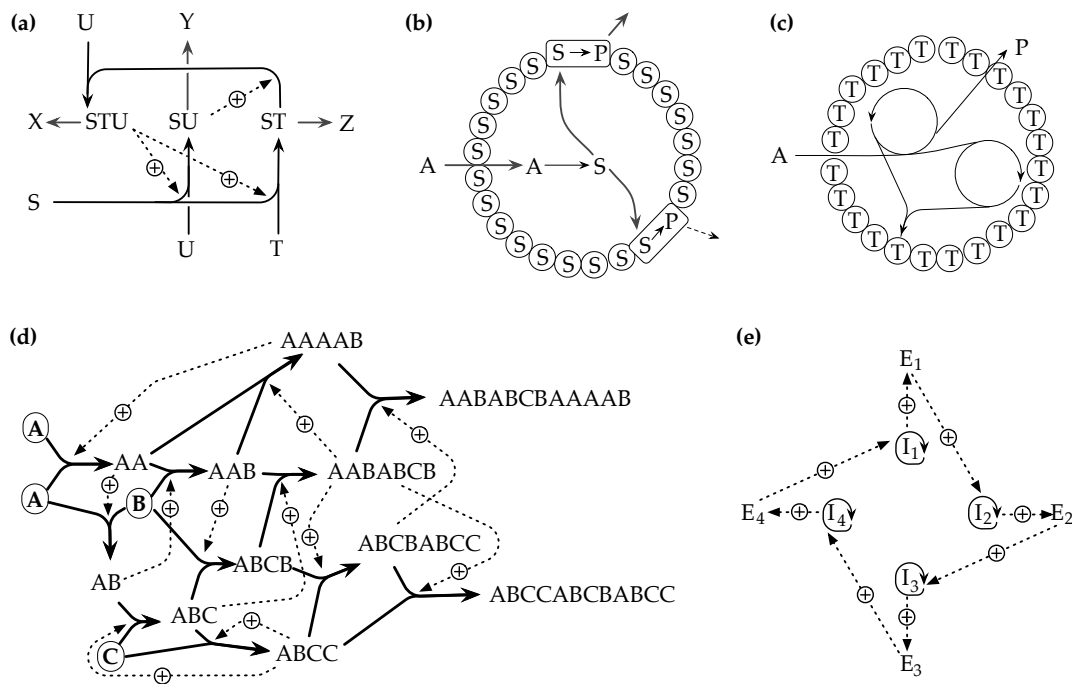 (a)
U
Y
X
STU
SU
ST
Z
S
U
T
⊕
⊕
⊕
(b)
S → P
S S S S S S S S S S S S S S S S S S S S S S S S S S
A
A
S
S → P
(c)
T T T T T T T T T T T T T T T T T T T T T T T T T T
P
A
(d)
AAAAB
AABABCBAAAAB
A
AA
AAB
AABABCB
A
B
ABCBABCC
AB
ABCB
ABCCABCBABCC
ABC
C
ABCC
(e)
E₁
I₁
E₄
I₄
I₂
E₂
I₃
E₃